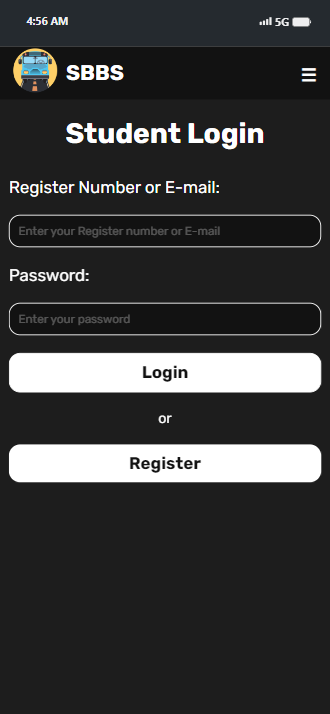 4:56 AM
5G
SBBS
Student Login
Register Number or E-mail:
Enter your Register number or E-mail
Password:
Enter your password
Login
or
Register